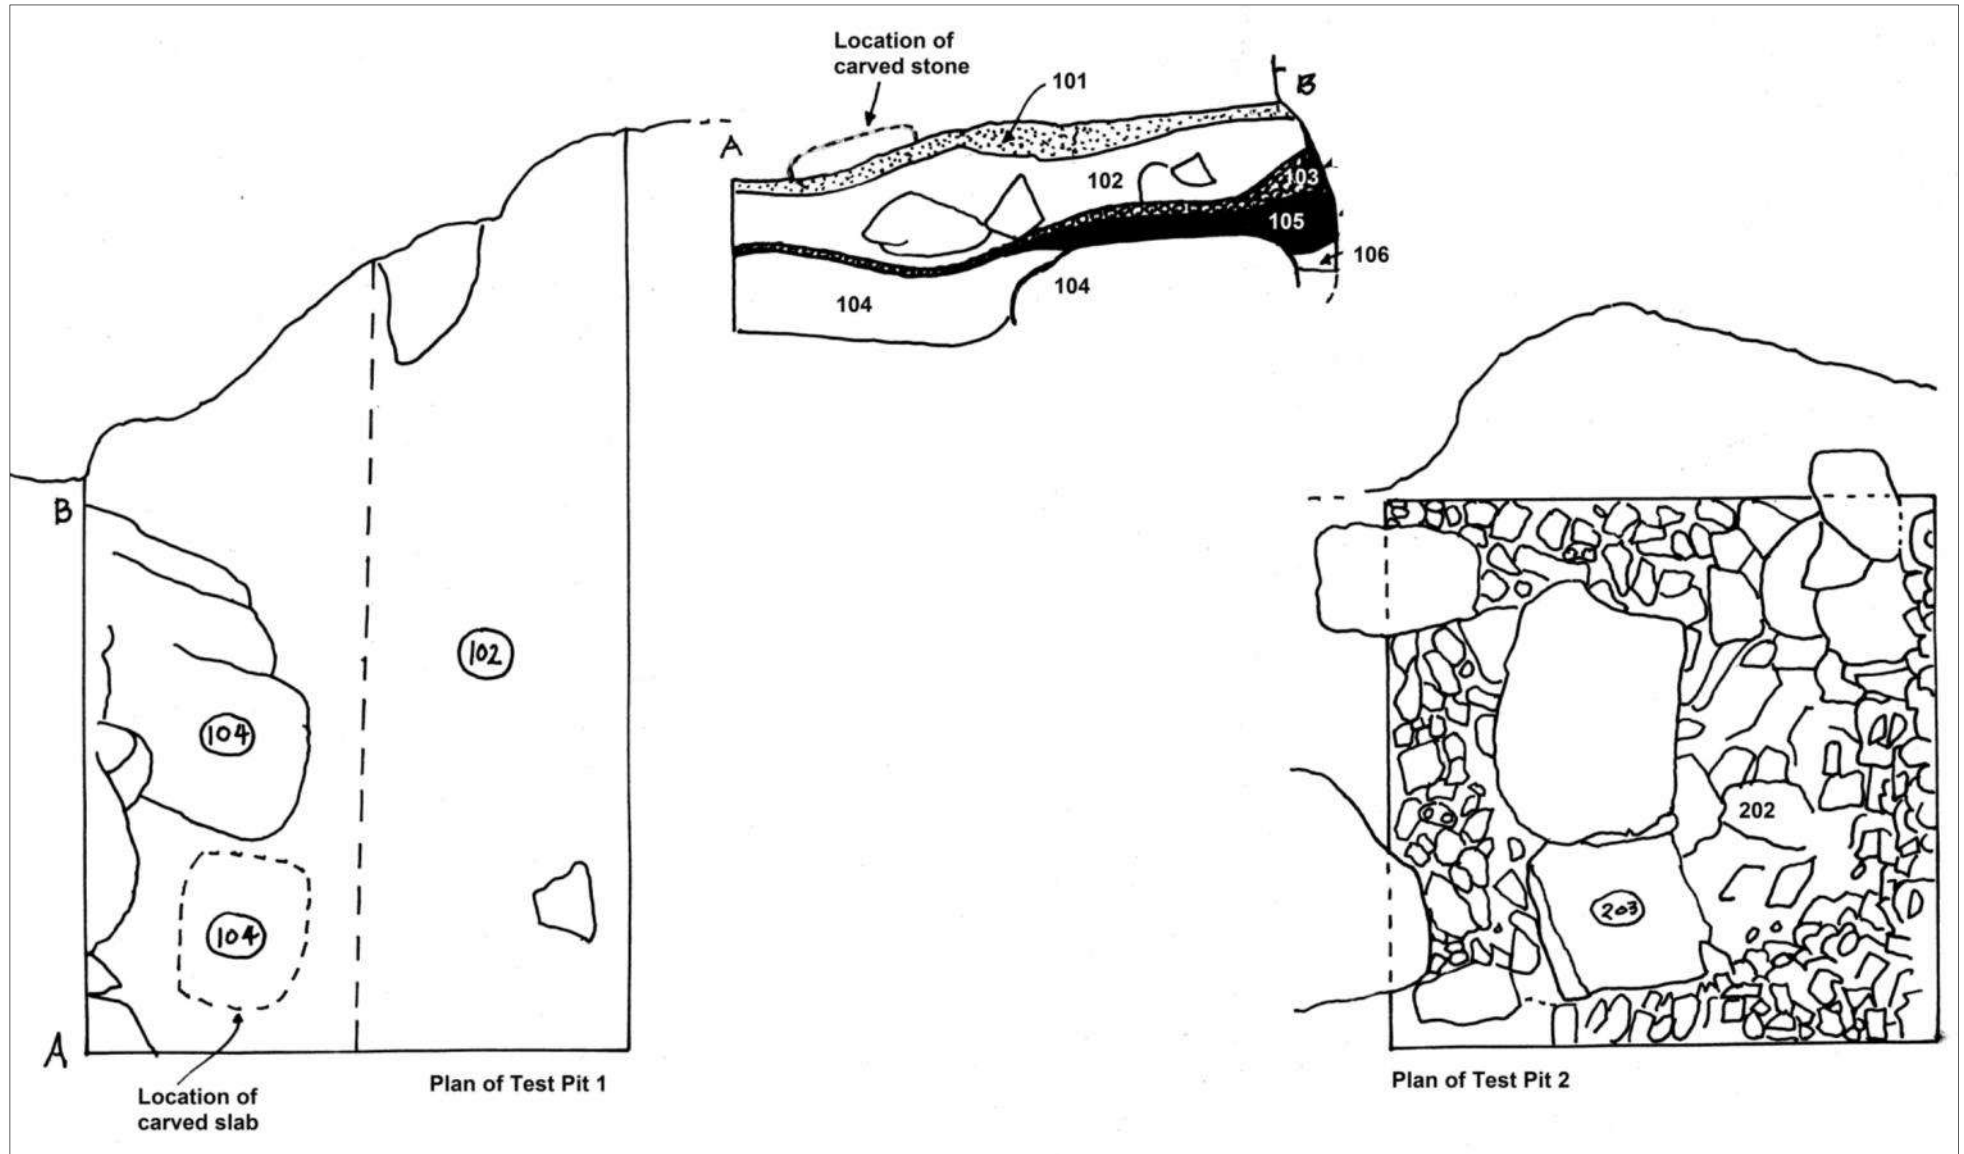 Location of
carved stone
101
B
A
103
102
105
106
104
104
B
102
104
202
203
104
A
Plan of Test Pit 1
Plan of Test Pit 2
Location of
carved slab